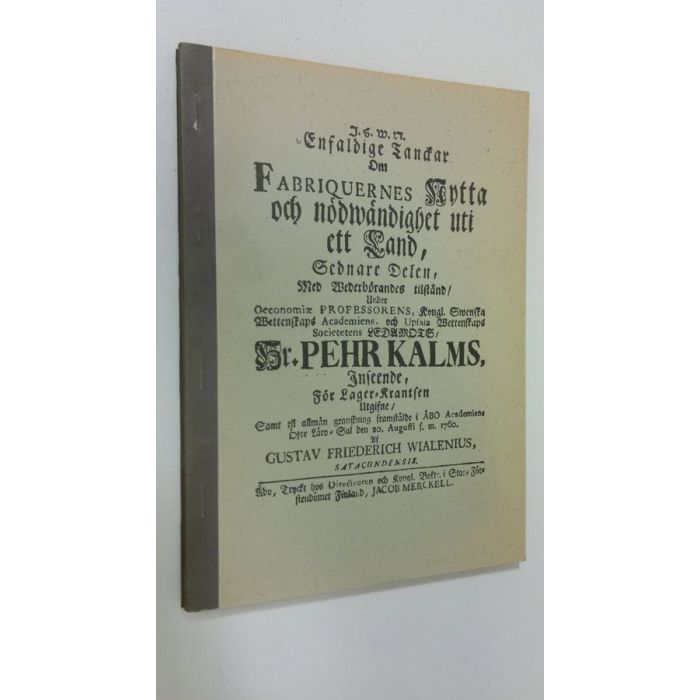 J. H. W. N.
Enfaldige Tanckar
Om
FABRIQUERNES Nytta
och nödwändighet uti
ett Land,
Sednare Delen,
Med Wederbörandes tilstånd/
Under
Oeconomiæ PROFESSORENS, Kongl. Swenska
Wettenskaps Academiens, och Upsala Wettenskaps
Societetens LEDAMOTS/
Hr. PEHR KALMS,
Inseende,
För Lager-Krantsen
Utgifne/
Samt til allmän granskning framstälde i ÅBO Academiens
Öfre Läro-Sal den 20. Augusti f. m. 1760.
Af
GUSTAV FRIEDERICH WIALENIUS,
SATACUNDENSIS.
Åbo, Tryckt hos Directeuren och Kongl. Boktr. i Stor-För-
stendömet Finland, JACOB MERCKELL.